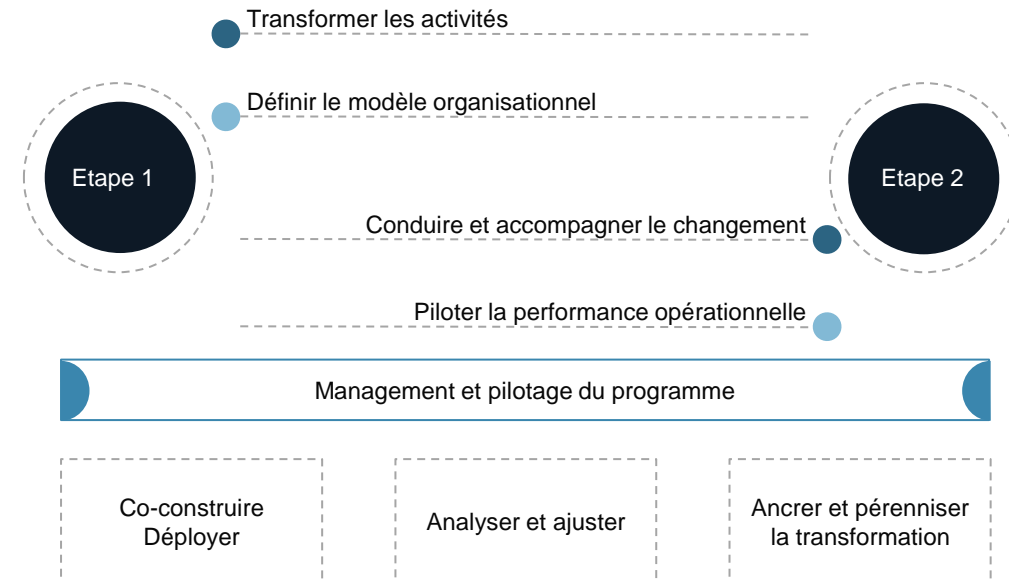 Transformer les activités
Définir le modèle organisationnel
Etape 1
Etape 2
Conduire et accompagner le changement
Piloter la performance opérationnelle
Management et pilotage du programme
Co-construire
Déployer
Analyser et ajuster
Ancrer et pérenniser
la transformation